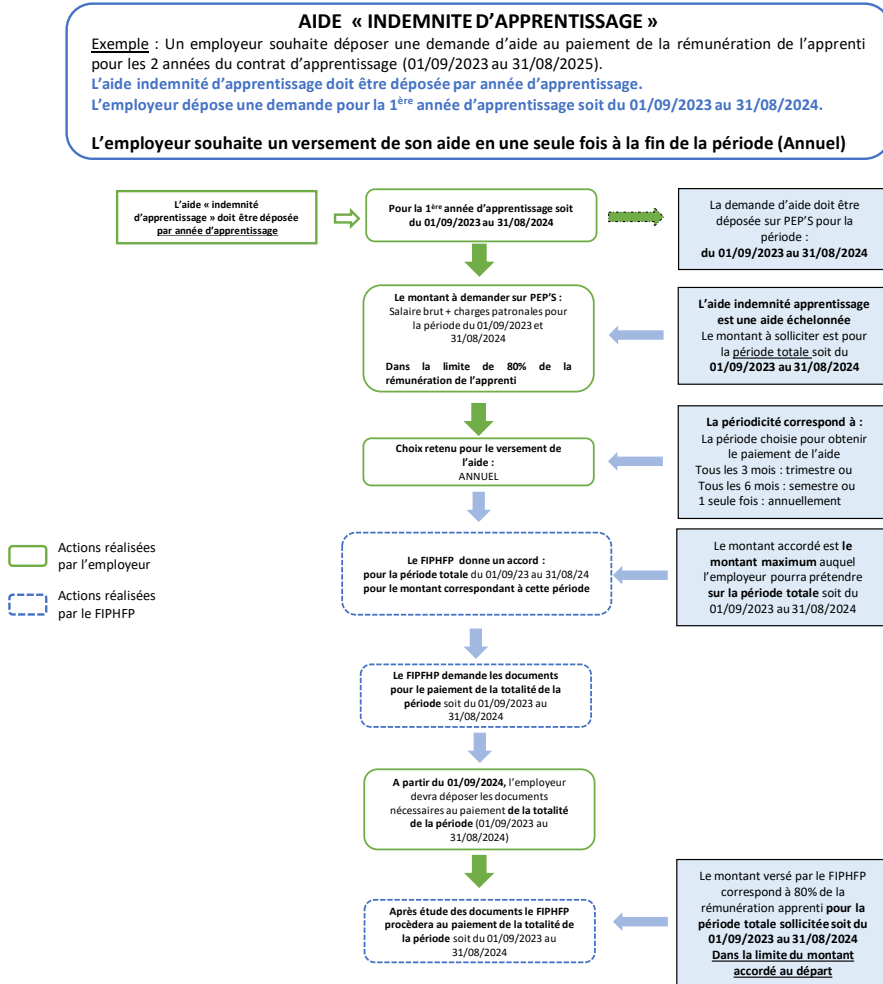 AIDE « INDEMNITE D'APPRENTISSAGE »
Exemple : Un employeur souhaite déposer une demande d'aide au paiement de la rémunération de l'apprenti
pour les 2 années du contrat d'apprentissage (01/09/2023 au 31/08/2025).
L'aide indemnité d'apprentissage doit être déposée par année d'apprentissage.
L'employeur dépose une demande pour la 1ère année d'apprentissage soit du 01/09/2023 au 31/08/2024.
L'employeur souhaite un versement de son aide en une seule fois à la fin de la période (Annuel)
L'aide « indemnité
d'apprentissage » doit être déposée
par année d'apprentissage
Pour la 1ère année d'apprentissage soit
du 01/09/2023 au 31/08/2024
La demande d'aide doit être
déposée sur PEP'S pour la
période :
du 01/09/2023 au 31/08/2024
Le montant à demander sur PEP'S :
Salaire brut + charges patronales pour
la période du 01/09/2023 et
31/08/2024
Dans la limite de 80% de la
rémunération de l'apprenti
L'aide indemnité apprentissage
est une aide échelonnée
Le montant à solliciter est pour
la période totale soit du
01/09/2023 au 31/08/2024
Choix retenu pour le versement de
l'aide :
ANNUEL
La périodicité correspond à :
La période choisie pour obtenir
le paiement de l'aide
Tous les 3 mois : trimestre ou
Tous les 6 mois : semestre ou
1 seule fois : annuellement
Actions réalisées
par l'employeur
Actions réalisées
par le FIPHFP
Le FIPHFP donne un accord :
pour la période totale du 01/09/23 au 31/08/24
pour le montant correspondant à cette période
Le montant accordé est le
montant maximum auquel
l'employeur pourra prétendre
sur la période totale soit du
01/09/2023 au 31/08/2024
Le FIPFHP demande les documents
pour le paiement de la totalité de la
période soit du 01/09/2023 au
31/08/2024
A partir du 01/09/2024, l'employeur
devra déposer les documents
nécessaires au paiement de la totalité
de la période (01/09/2023 au
31/08/2024)
Après étude des documents le FIPHFP
procèdera au paiement de la totalité de
la période soit du 01/09/2023 au
31/08/2024
Le montant versé par le FIPHFP
correspond à 80% de la
rémunération apprenti pour la
période totale sollicitée soit du
01/09/2023 au 31/08/2024
Dans la limite du montant
accordé au départ